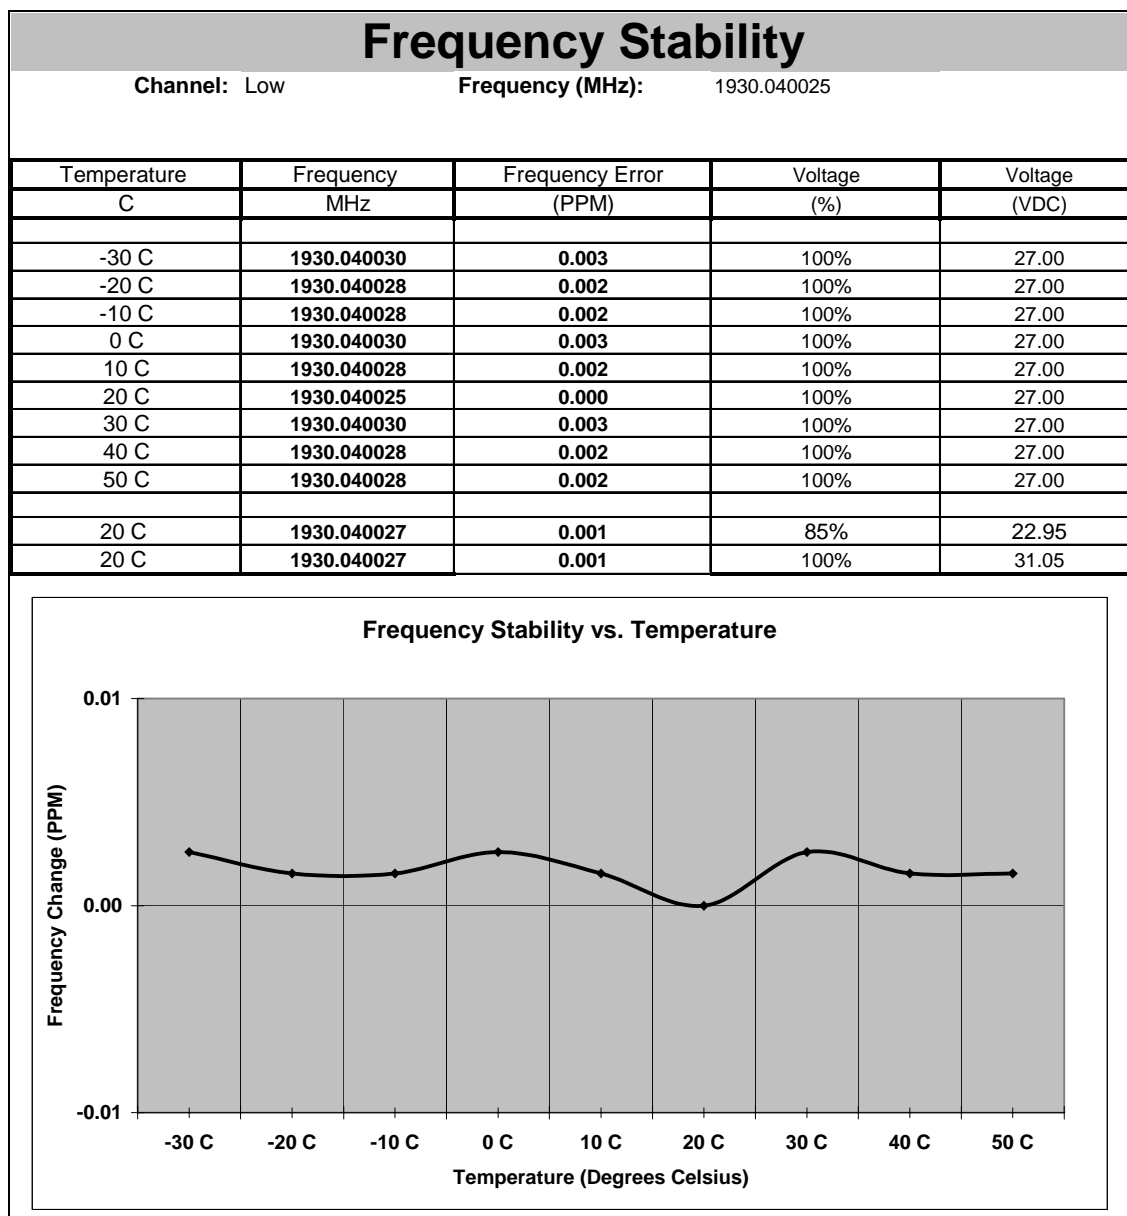 Frequency Stability
Channel: Low Frequency (MHz): 1930.040025
Temperature Frequency Frequency Error Voltage Voltage
C MHz (PPM) (%) (VDC)
-30 C 1930.040030 0.003 100% 27.00
-20 C 1930.040028 0.002 100% 27.00
-10 C 1930.040028 0.002 100% 27.00
0 C 1930.040030 0.003 100% 27.00
10 C 1930.040028 0.002 100% 27.00
20 C 1930.040025 0.000 100% 27.00
30 C 1930.040030 0.003 100% 27.00
40 C 1930.040028 0.002 100% 27.00
50 C 1930.040028 0.002 100% 27.00
20 C 1930.040027 0.001 85% 22.95
20 C 1930.040027 0.001 100% 31.05
Frequency Stability vs. Temperature
Frequency Change (PPM)
0.01
0.00
-0.01
-30 C -20 C -10 C 0 C 10 C 20 C 30 C 40 C 50 C
Temperature (Degrees Celsius)